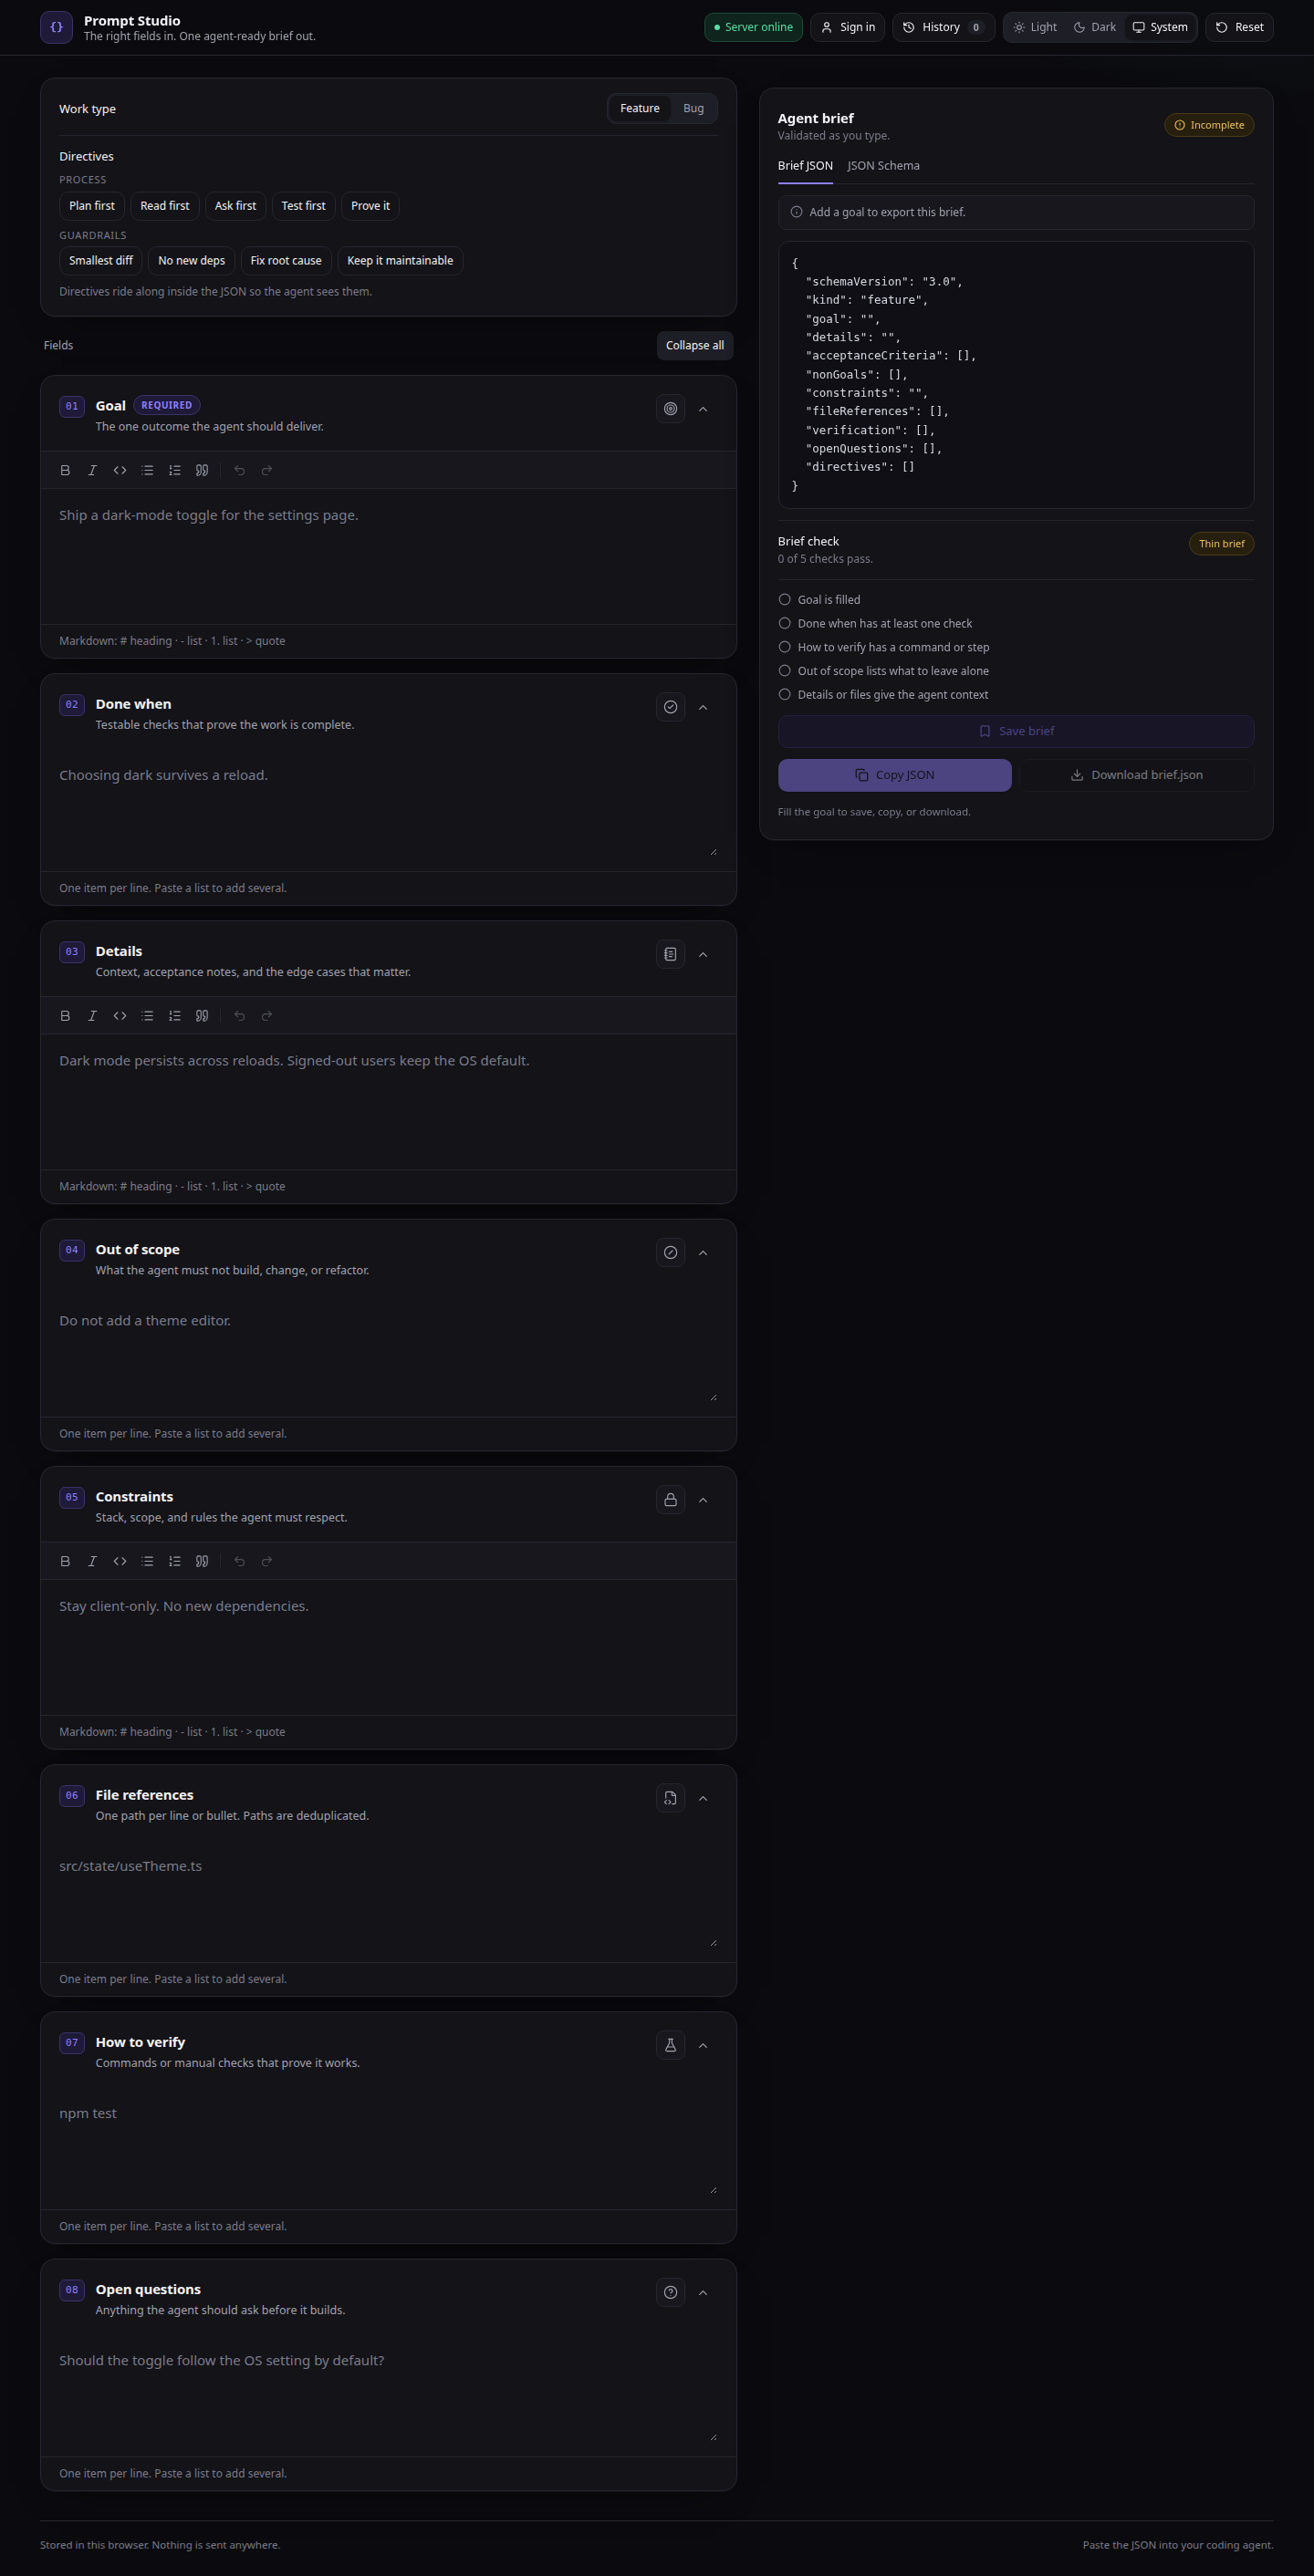 {} Prompt Studio
The right fields in. One agent-ready brief out.
Server online
Sign in
History 0
Light Dark System
Reset
Work type
Feature Bug
Directives
PROCESS
Plan first Read first Ask first Test first Prove it
GUARDRAILS
Smallest diff No new deps Fix root cause Keep it maintainable
Directives ride along inside the JSON so the agent sees them.
Fields
Collapse all
01 Goal REQUIRED
The one outcome the agent should deliver.
Ship a dark-mode toggle for the settings page.
Markdown: # heading · - list · 1. list · > quote
02 Done when
Testable checks that prove the work is complete.
Choosing dark survives a reload.
One item per line. Paste a list to add several.
03 Details
Context, acceptance notes, and the edge cases that matter.
Dark mode persists across reloads. Signed-out users keep the OS default.
Markdown: # heading · - list · 1. list · > quote
04 Out of scope
What the agent must not build, change, or refactor.
Do not add a theme editor.
One item per line. Paste a list to add several.
05 Constraints
Stack, scope, and rules the agent must respect.
Stay client-only. No new dependencies.
Markdown: # heading · - list · 1. list · > quote
06 File references
One path per line or bullet. Paths are deduplicated.
src/state/useTheme.ts
One item per line. Paste a list to add several.
07 How to verify
Commands or manual checks that prove it works.
npm test
One item per line. Paste a list to add several.
08 Open questions
Anything the agent should ask before it builds.
Should the toggle follow the OS setting by default?
One item per line. Paste a list to add several.
Agent brief
Validated as you type.
Incomplete
Brief JSON JSON Schema
Add a goal to export this brief.
{
"schemaVersion": "3.0",
"kind": "feature",
"goal": "",
"details": "",
"acceptanceCriteria": [],
"nonGoals": [],
"constraints": "",
"fileReferences": [],
"verification": [],
"openQuestions": [],
"directives": []
}
Brief check
0 of 5 checks pass.
Thin brief
Goal is filled
Done when has at least one check
How to verify has a command or step
Out of scope lists what to leave alone
Details or files give the agent context
Save brief
Copy JSON Download brief.json
Fill the goal to save, copy, or download.
Stored in this browser. Nothing is sent anywhere.
Paste the JSON into your coding agent.